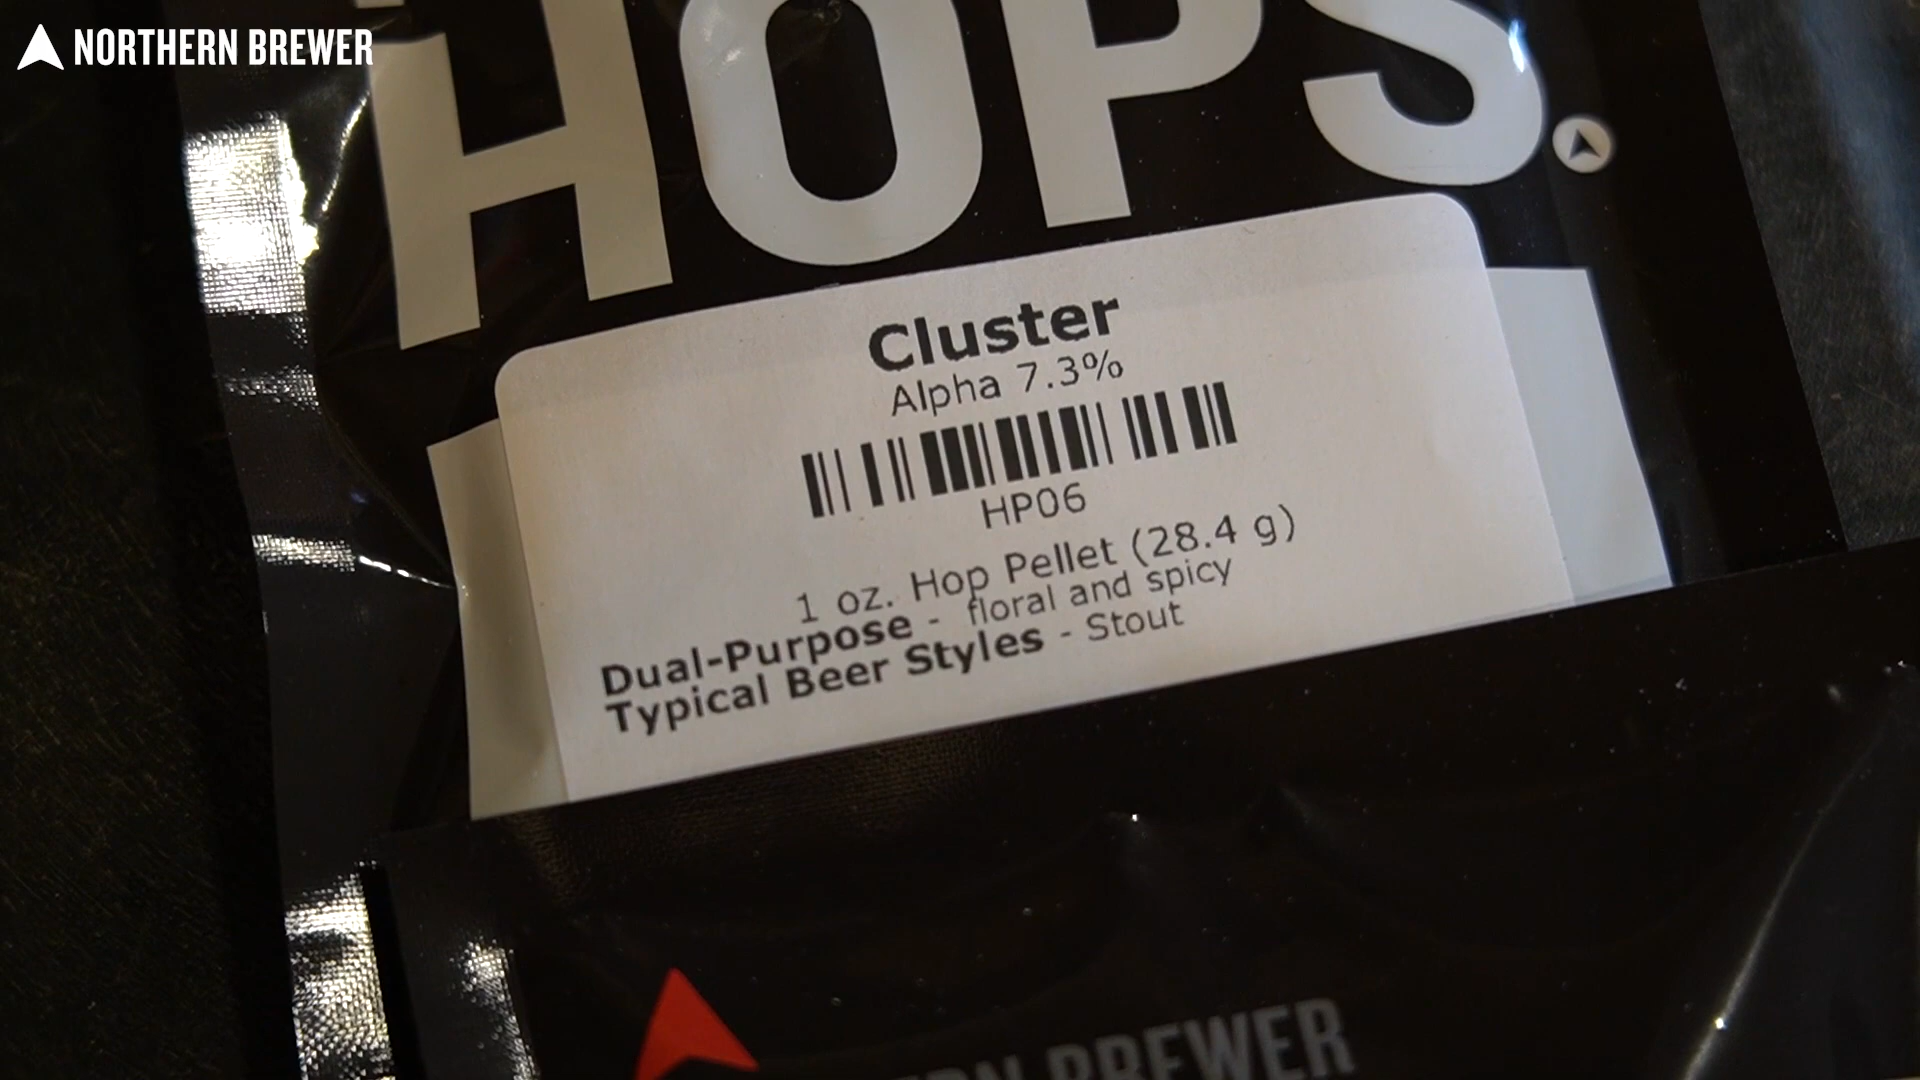 NORTHERN BREWER
HOPS.
Cluster
Alpha 7.3%
HP06
1 oz. Hop Pellet (28.4 g)
Dual-Purpose - floral and spicy
Typical Beer Styles - Stout
BREWER